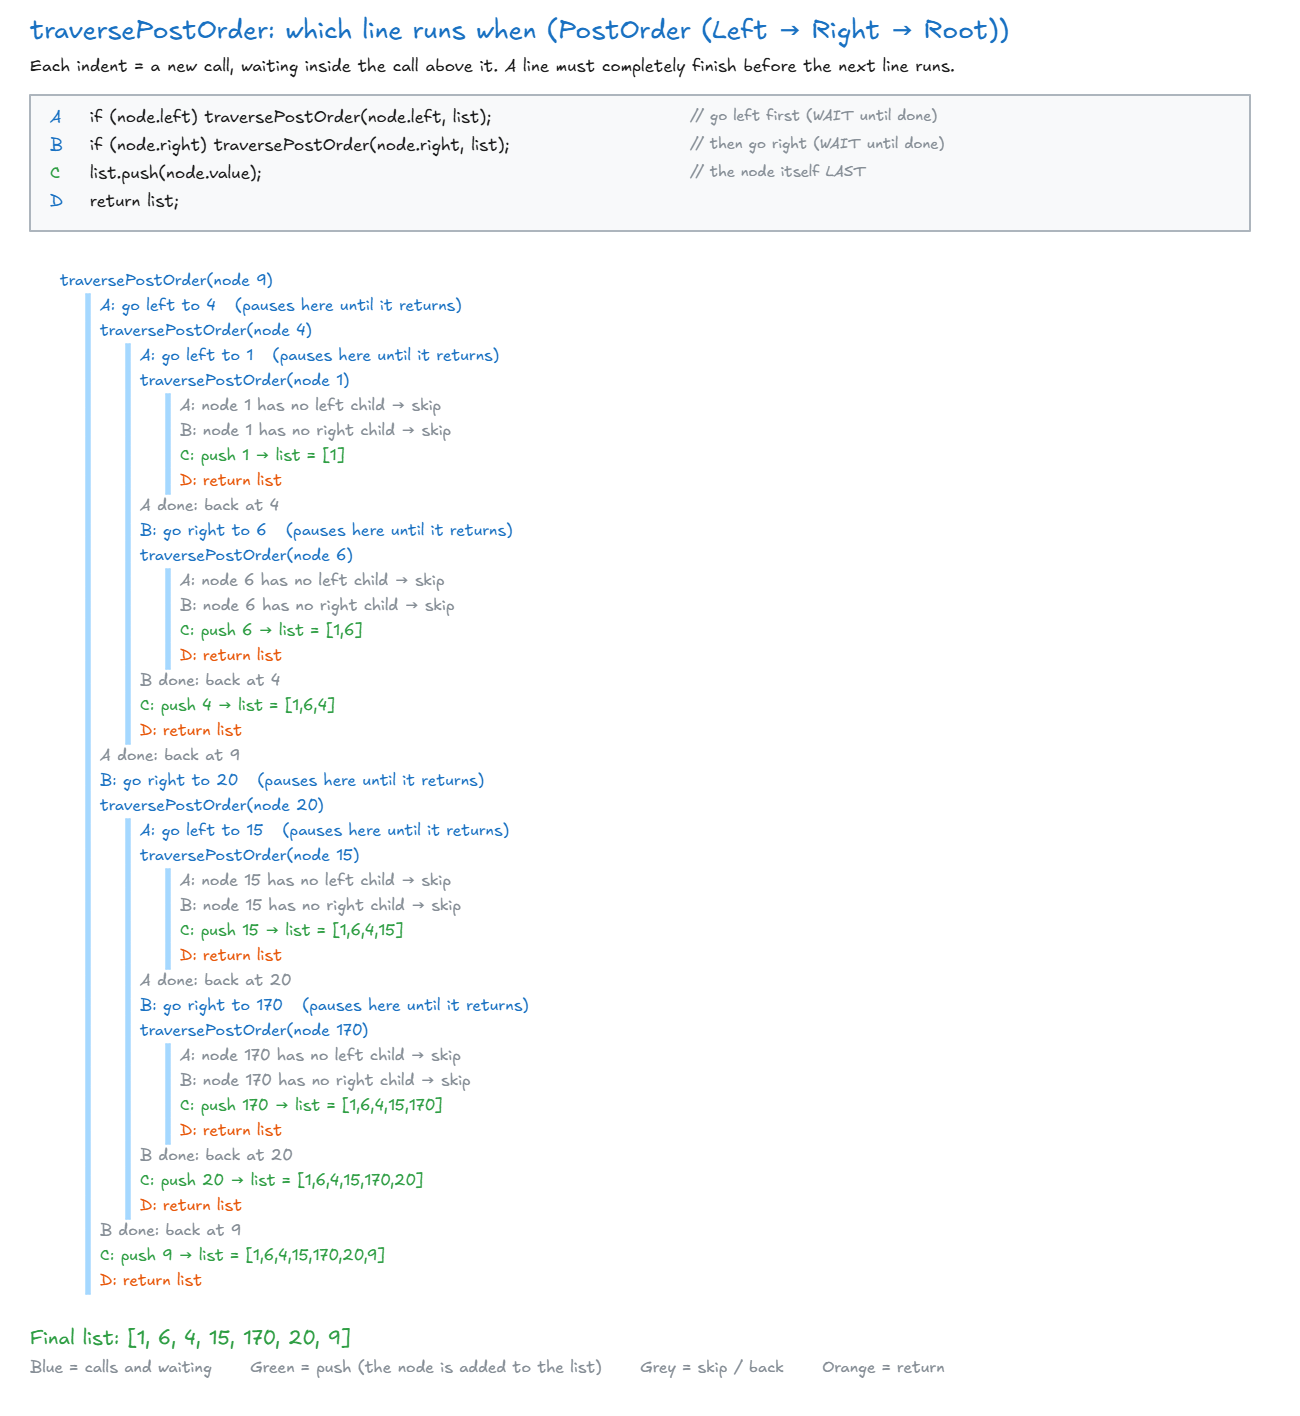 traversePostOrder: which line runs when (PostOrder (Left → Right → Root))
Each indent = a new call, waiting inside the call above it. A line must completely finish before the next line runs.
A if (node.left) traversePostOrder(node.left, list); // go left first (WAIT until done)
B if (node.right) traversePostOrder(node.right, list); // then go right (WAIT until done)
C list.push(node.value); // the node itself LAST
D return list;
traversePostOrder(node 9)
A: go left to 4 (pauses here until it returns)
traversePostOrder(node 4)
A: go left to 1 (pauses here until it returns)
traversePostOrder(node 1)
A: node 1 has no left child → skip
B: node 1 has no right child → skip
C: push 1 → list = [1]
D: return list
A done: back at 4
B: go right to 6 (pauses here until it returns)
traversePostOrder(node 6)
A: node 6 has no left child → skip
B: node 6 has no right child → skip
C: push 6 → list = [1,6]
D: return list
B done: back at 4
C: push 4 → list = [1,6,4]
D: return list
A done: back at 9
B: go right to 20 (pauses here until it returns)
traversePostOrder(node 20)
A: go left to 15 (pauses here until it returns)
traversePostOrder(node 15)
A: node 15 has no left child → skip
B: node 15 has no right child → skip
C: push 15 → list = [1,6,4,15]
D: return list
A done: back at 20
B: go right to 170 (pauses here until it returns)
traversePostOrder(node 170)
A: node 170 has no left child → skip
B: node 170 has no right child → skip
C: push 170 → list = [1,6,4,15,170]
D: return list
B done: back at 20
C: push 20 → list = [1,6,4,15,170,20]
D: return list
B done: back at 9
C: push 9 → list = [1,6,4,15,170,20,9]
D: return list
Final list: [1, 6, 4, 15, 170, 20, 9]
Blue = calls and waiting Green = push (the node is added to the list) Grey = skip / back Orange = return